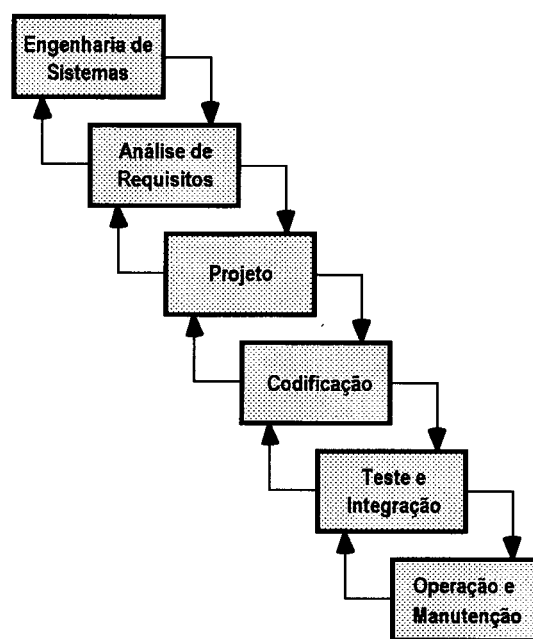 Engenharia de
Sistemas
Análise de
Requisitos
Projeto
Codificação
Teste e
Integração
Operação e
Manutenção